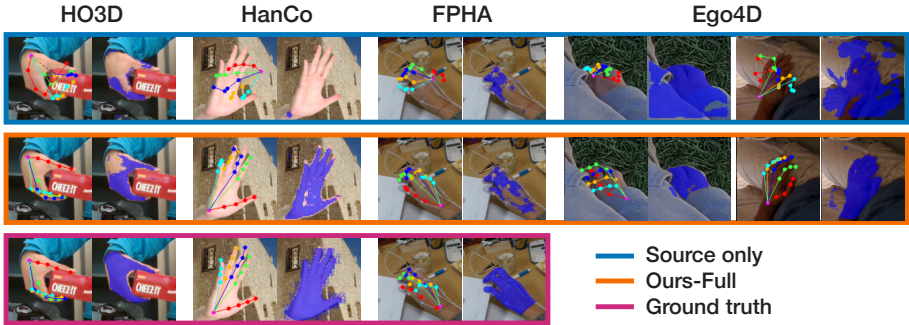 HO3D HanCo FPHA Ego4D
CHEEZ IT
CHEEZ IT
CHEEZ IT
CHEEZ IT
CHEEZ IT
CHEEZ IT
Source only
Ours-Full
Ground truth